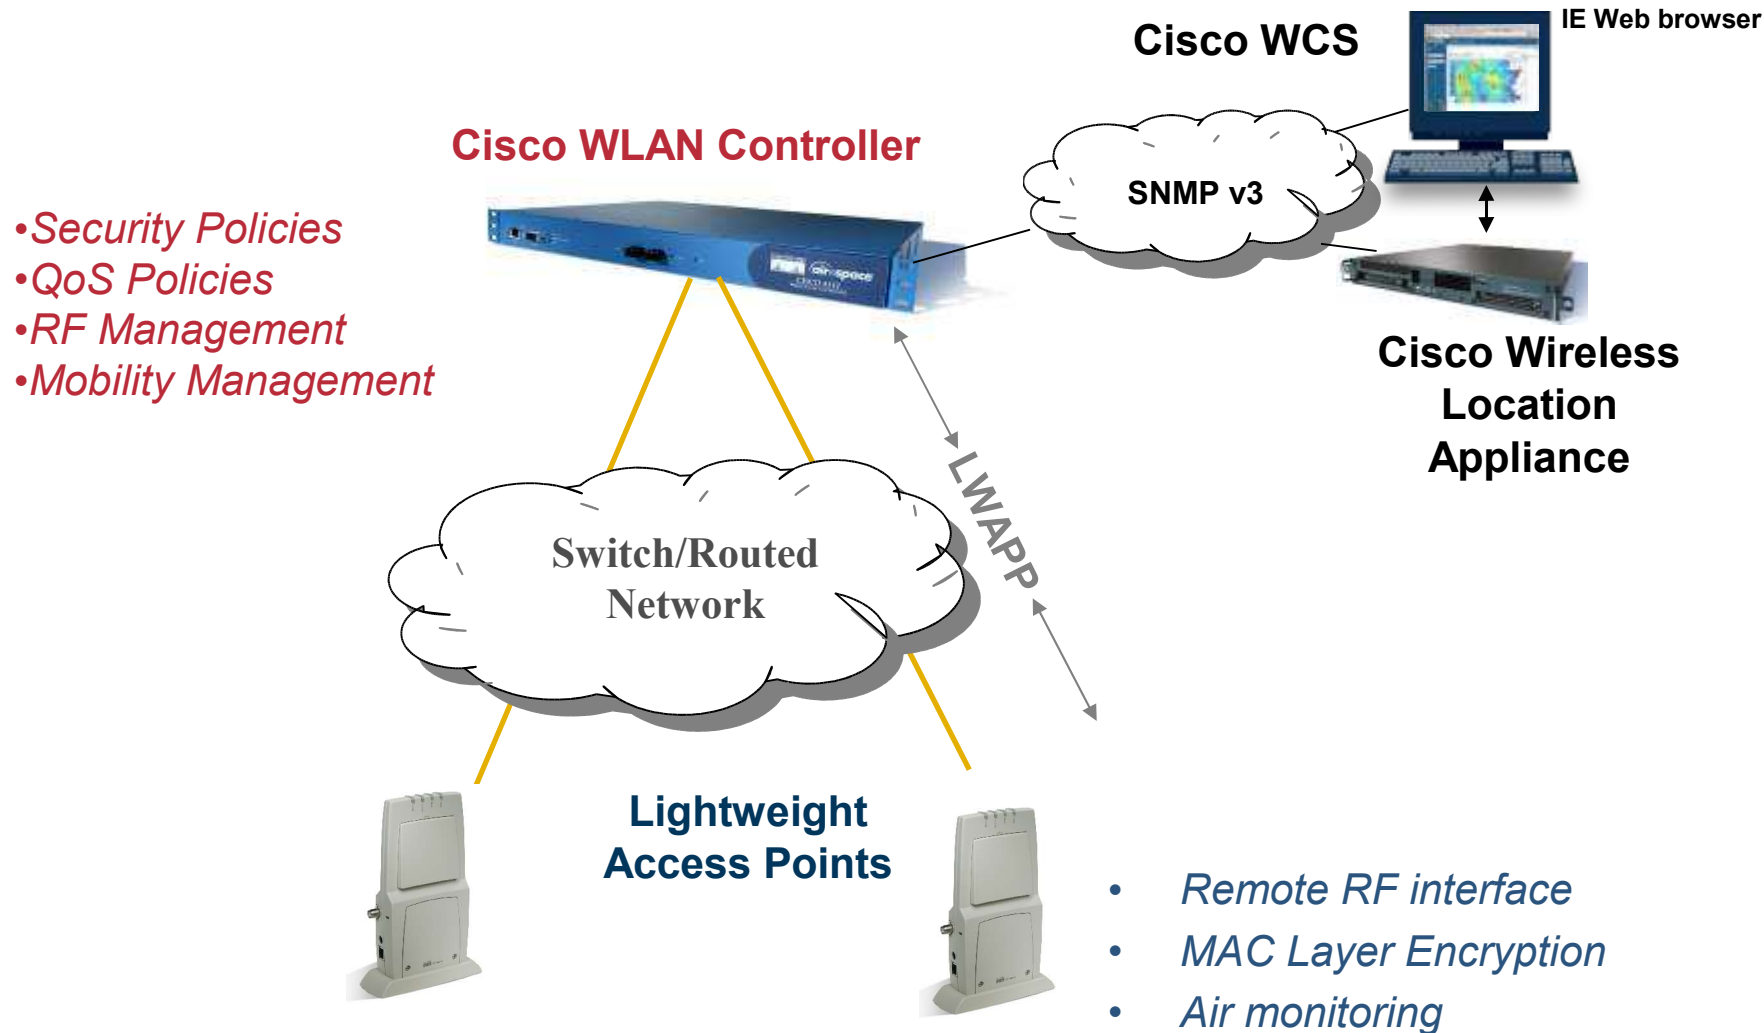 IE Web browser
Cisco WCS
Cisco WLAN Controller
SNMP v3
•Security Policies
•QoS Policies
•RF Management
•Mobility Management
Cisco Wireless
Location
Appliance
LWAPP
Switch/Routed
Network
Lightweight
Access Points
• Remote RF interface
• MAC Layer Encryption
• Air monitoring